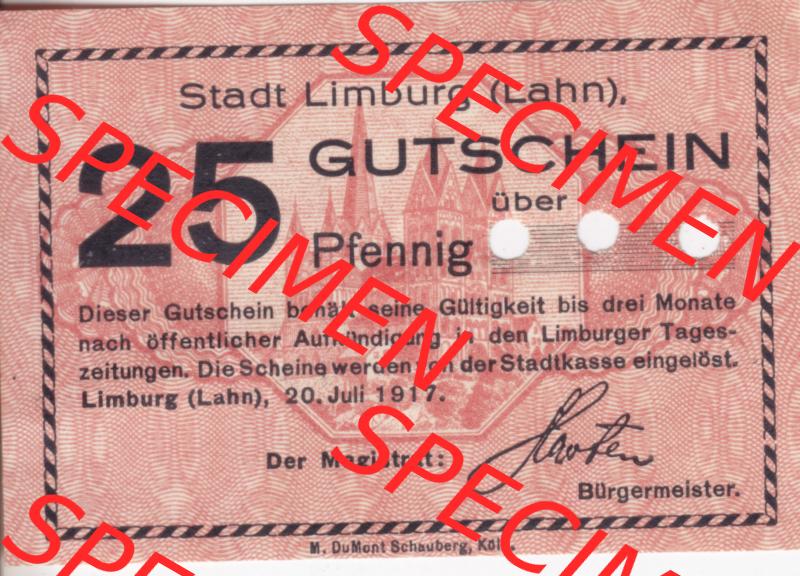 Stadt Limburg (Lahn).
25 GUTSCHEIN
über
Pfennig
Dieser Gutschein behält seine Gültigkeit bis drei Monate
nach öffentlicher Aufkündigung in den Limburger Tages-
zeitungen. Die Scheine werden von der Stadtkasse eingelöst.
Limburg (Lahn), 20. Juli 1917.
Der Magistrat:
Bürgermeister.
M. DuMont Schauberg, Köln.
SPECIMEN
SPECIMEN
SPECIMEN
SPECIMEN